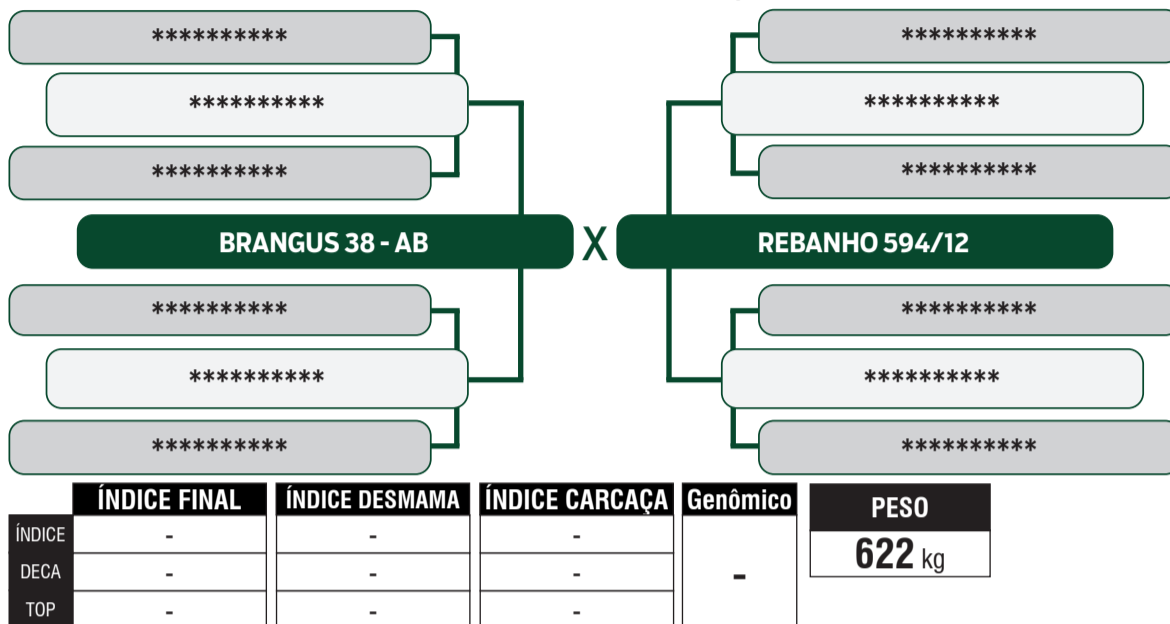 ********** **********
********** **********
********** **********
BRANGUS 38 - AB X REBANHO 594/12
********** **********
********** **********
********** **********
ÍNDICE FINAL ÍNDICE DESMAMA ÍNDICE CARCAÇA Genômico PESO
ÍNDICE - - - 622 kg
DECA - - - -
TOP - - -